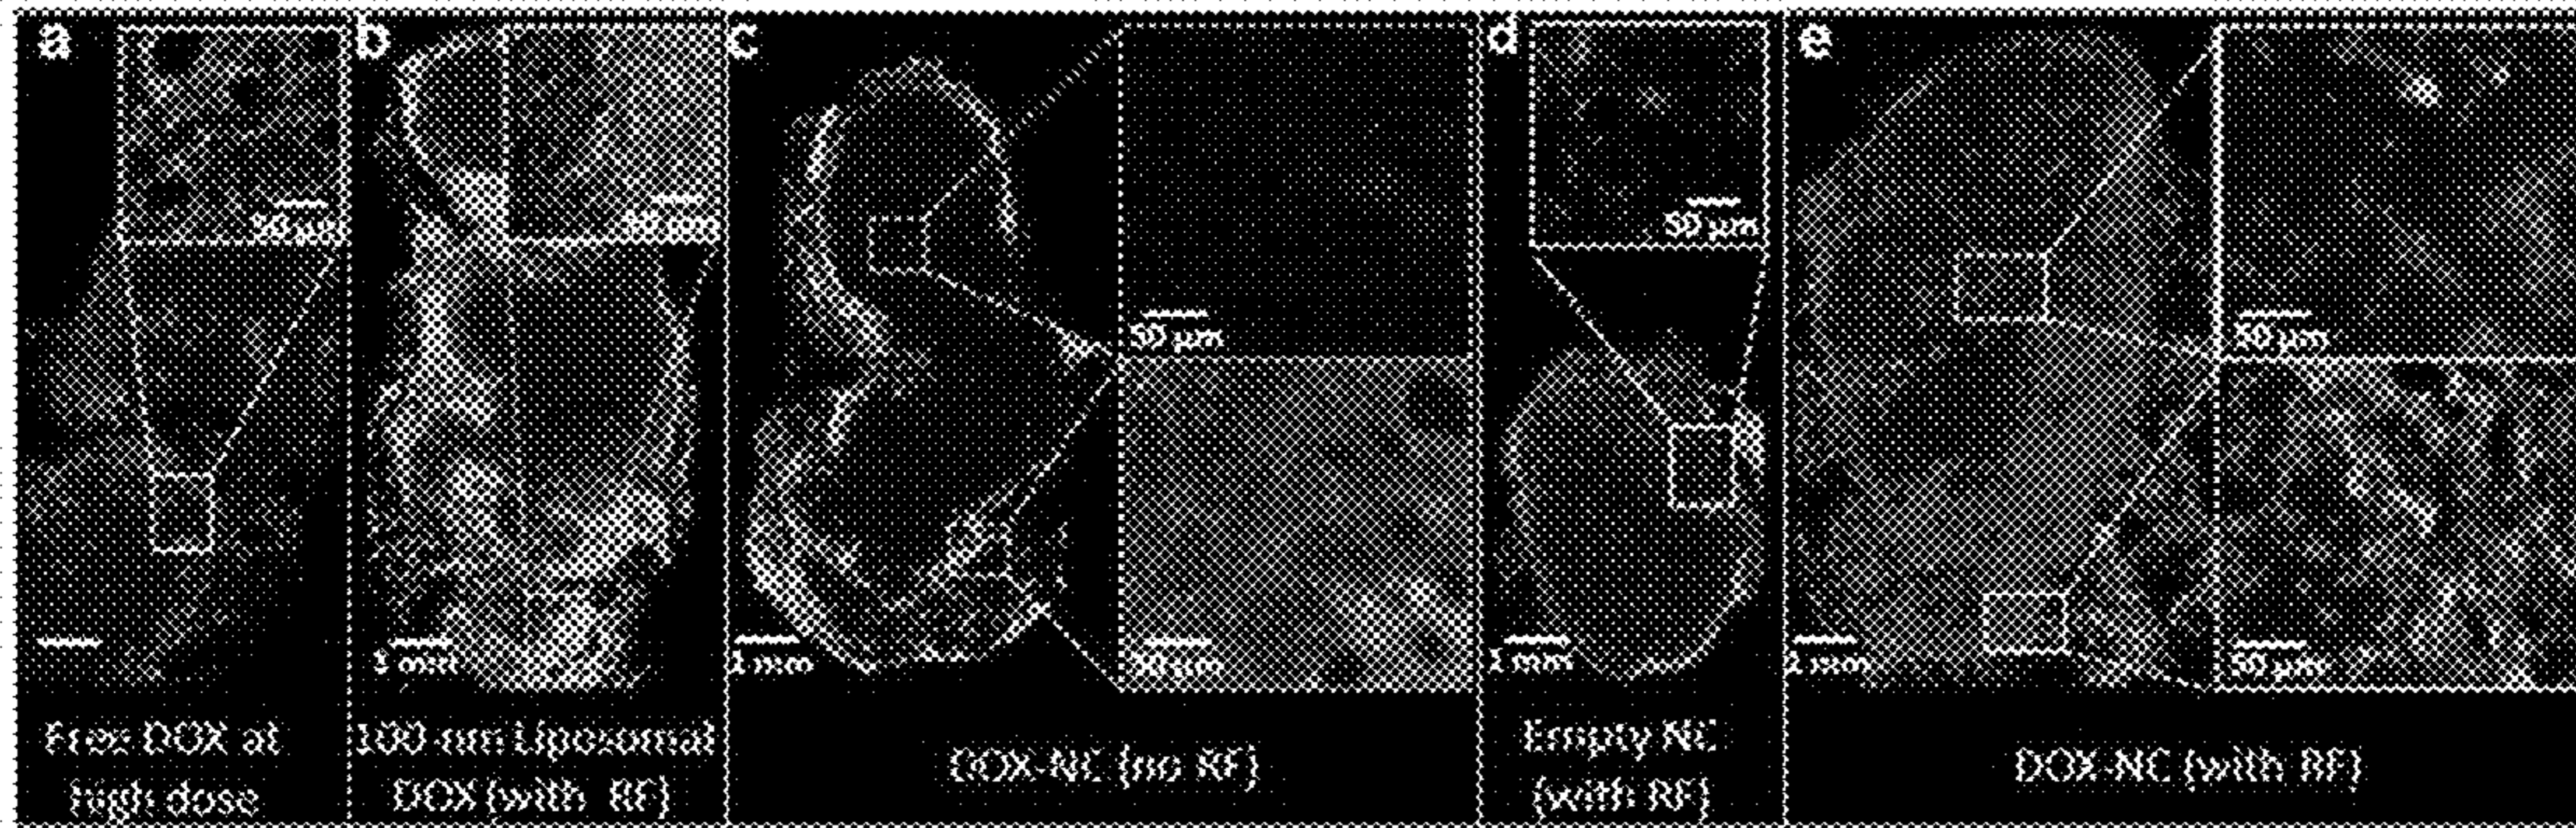 a
b
c
d
e
50 μm
50 μm
50 μm
50 μm
50 μm
50 μm
50 μm
1 mm
1 mm
1 mm
1 mm
Free DOX at
high dose
100-nm Liposomal
DOX (with RF)
DOX-NC (no RF)
Empty NC
(with RF)
DOX-NC (with RF)